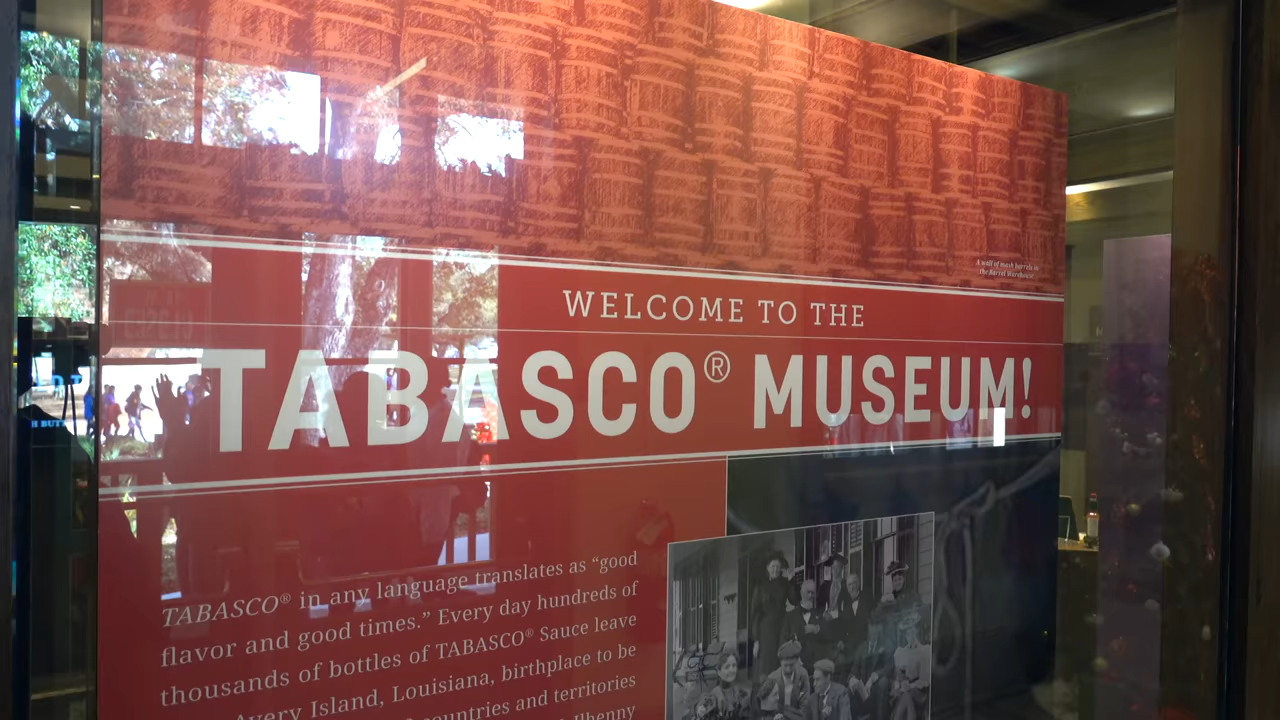 A wall of mash barrels in
the Barrel Warehouse
WELCOME TO THE
TABASCO® MUSEUM!
TABASCO® in any language translates as “good
flavor and good times.” Every day hundreds of
thousands of bottles of TABASCO® Sauce leave
Avery Island, Louisiana, birthplace to be
countries and territories
Ilhenny